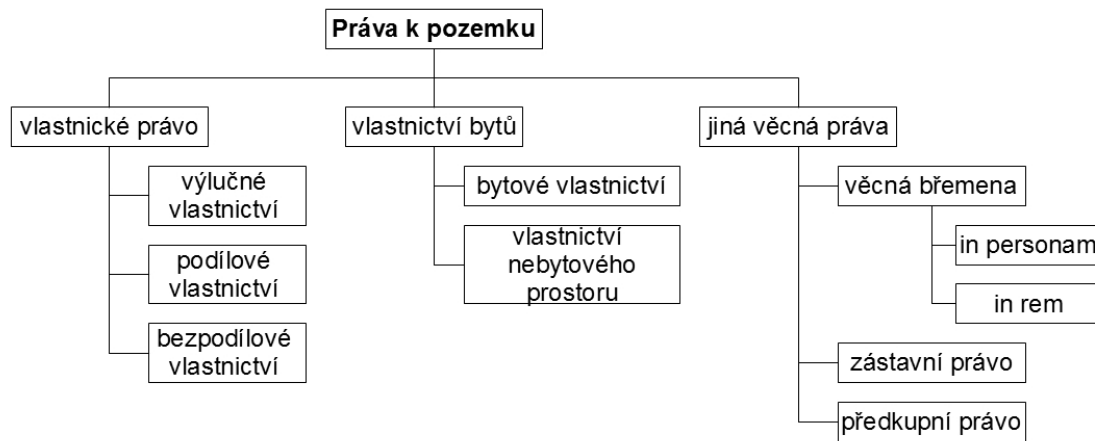 Práva k pozemku
vlastnické právo
výlučné
vlastnictví
podílové
vlastnictví
bezpodílové
vlastnictví
vlastnictví bytů
bytové vlastnictví
vlastnictví
nebytového
prostoru
jiná věcná práva
věcná břemena
in personam
in rem
zástavní právo
předkupní právo